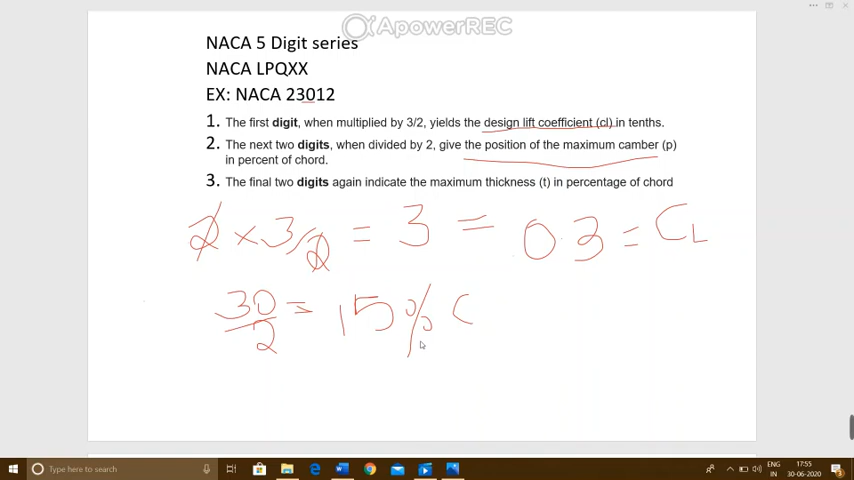 ApowerREC
NACA 5 Digit series
NACA LPQXX
EX: NACA 23012
1. The first digit, when multiplied by 3/2, yields the design lift coefficient (cl) in tenths.
2. The next two digits, when divided by 2, give the position of the maximum camber (p)
in percent of chord.
3. The final two digits again indicate the maximum thickness (t) in percentage of chord
2 × 3/2 = 3 = 0.3 = CL
30/2 = 15% C
Type here to search
ENG
IN
17:55
30-06-2020